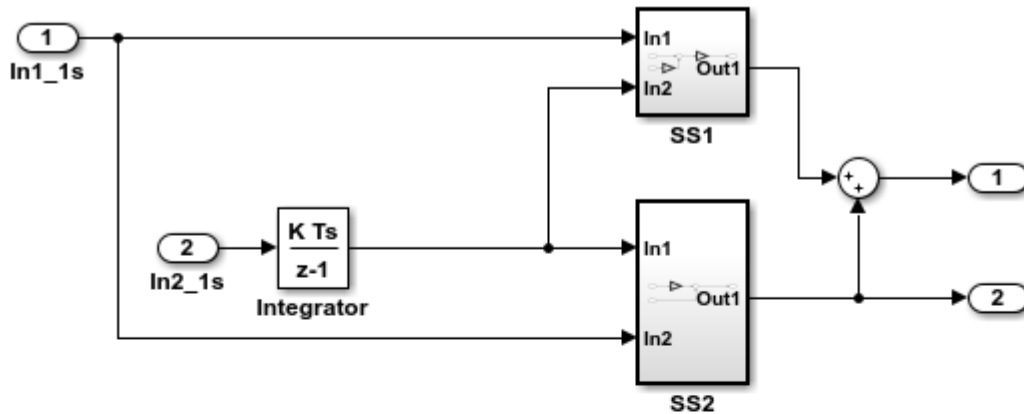 1
In1_1s
In1
Out1
In2
SS1
1
2
In2_1s
K Ts
z-1
Integrator
In1
Out1
In2
SS2
+
+
2